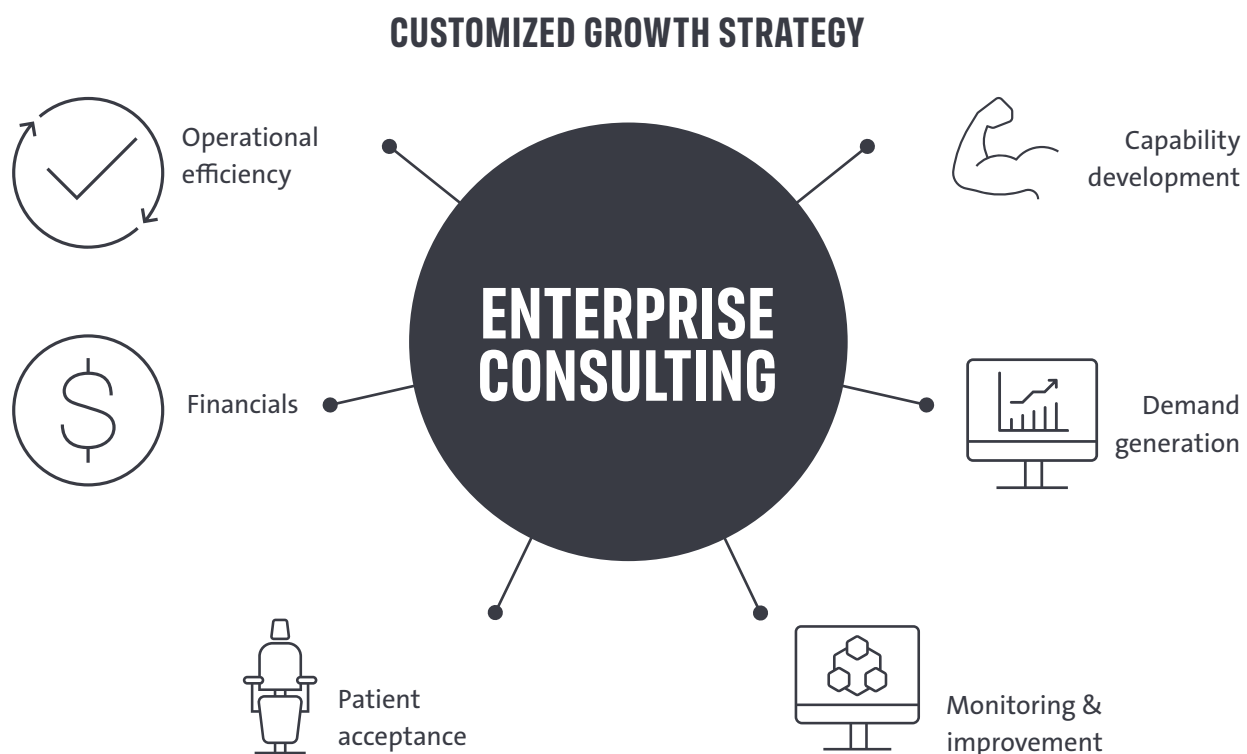 CUSTOMIZED GROWTH STRATEGY
Operational
efficiency
Capability
development
ENTERPRISE
CONSULTING
Financials
Demand
generation
Patient
acceptance
Monitoring &
improvement